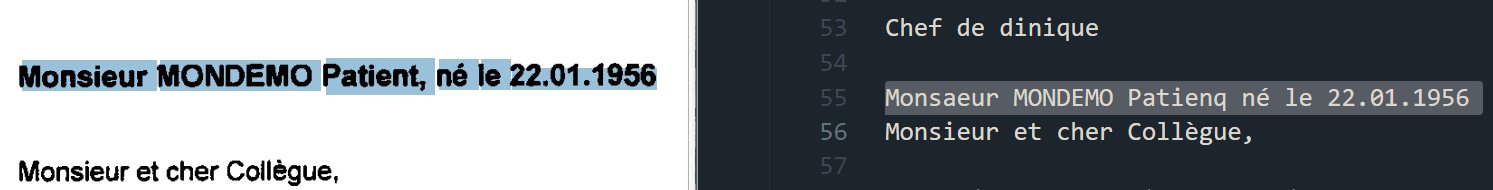 Monsieur MONDEMO Patient, né le 22.01.1956
Monsieur et cher Collègue,
53 Chef de dinique
54
55 Monsaeur MONDEMO Patienq né le 22.01.1956
56 Monsieur et cher Collègue,
57